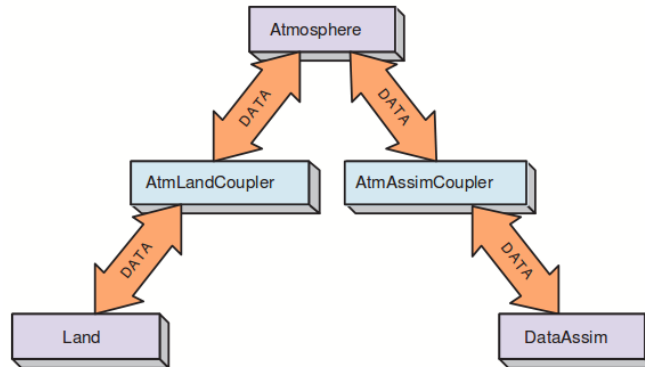 Atmosphere
DATA
DATA
AtmLandCoupler
AtmAssimCoupler
DATA
DATA
Land
DataAssim